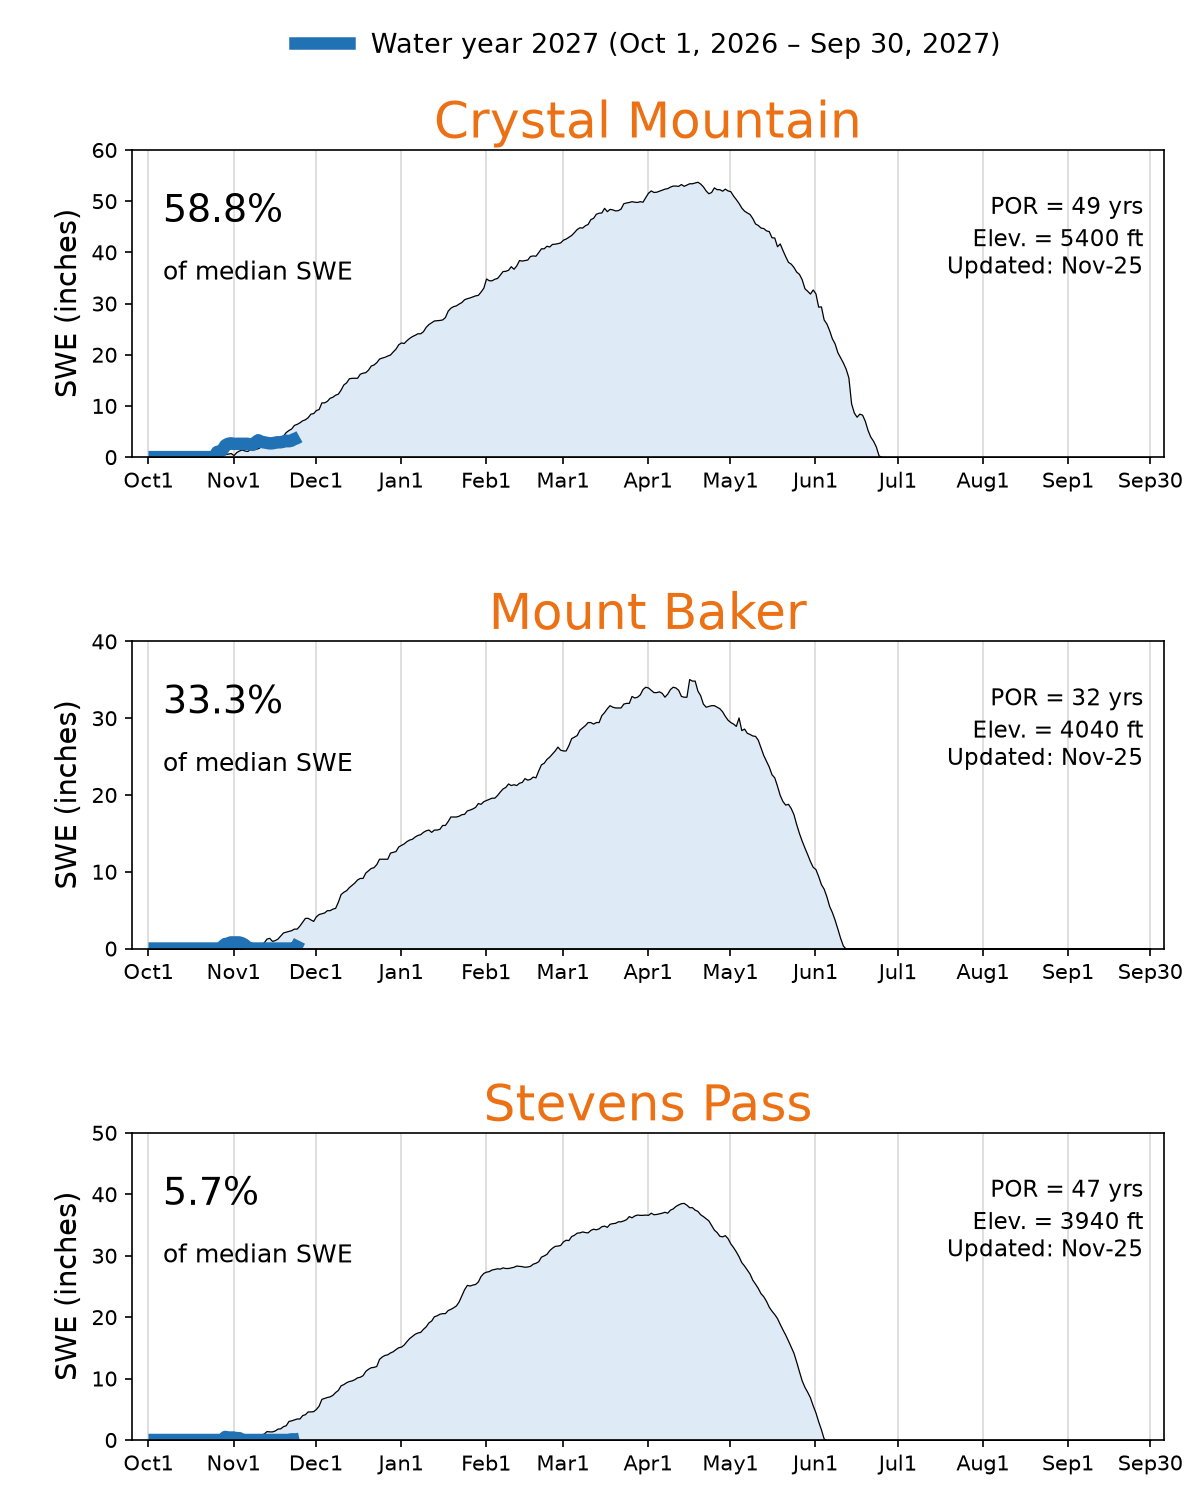 Water year 2027 (Oct 1, 2026 – Sep 30, 2027)
Crystal Mountain
SWE (inches)
60
50
40
30
20
10
0
58.8%
of median SWE
POR = 49 yrs
Elev. = 5400 ft
Updated: Nov-25
Oct1 Nov1 Dec1 Jan1 Feb1 Mar1 Apr1 May1 Jun1 Jul1 Aug1 Sep1 Sep30
Mount Baker
SWE (inches)
40
30
20
10
0
33.3%
of median SWE
POR = 32 yrs
Elev. = 4040 ft
Updated: Nov-25
Oct1 Nov1 Dec1 Jan1 Feb1 Mar1 Apr1 May1 Jun1 Jul1 Aug1 Sep1 Sep30
Stevens Pass
SWE (inches)
50
40
30
20
10
0
5.7%
of median SWE
POR = 47 yrs
Elev. = 3940 ft
Updated: Nov-25
Oct1 Nov1 Dec1 Jan1 Feb1 Mar1 Apr1 May1 Jun1 Jul1 Aug1 Sep1 Sep30